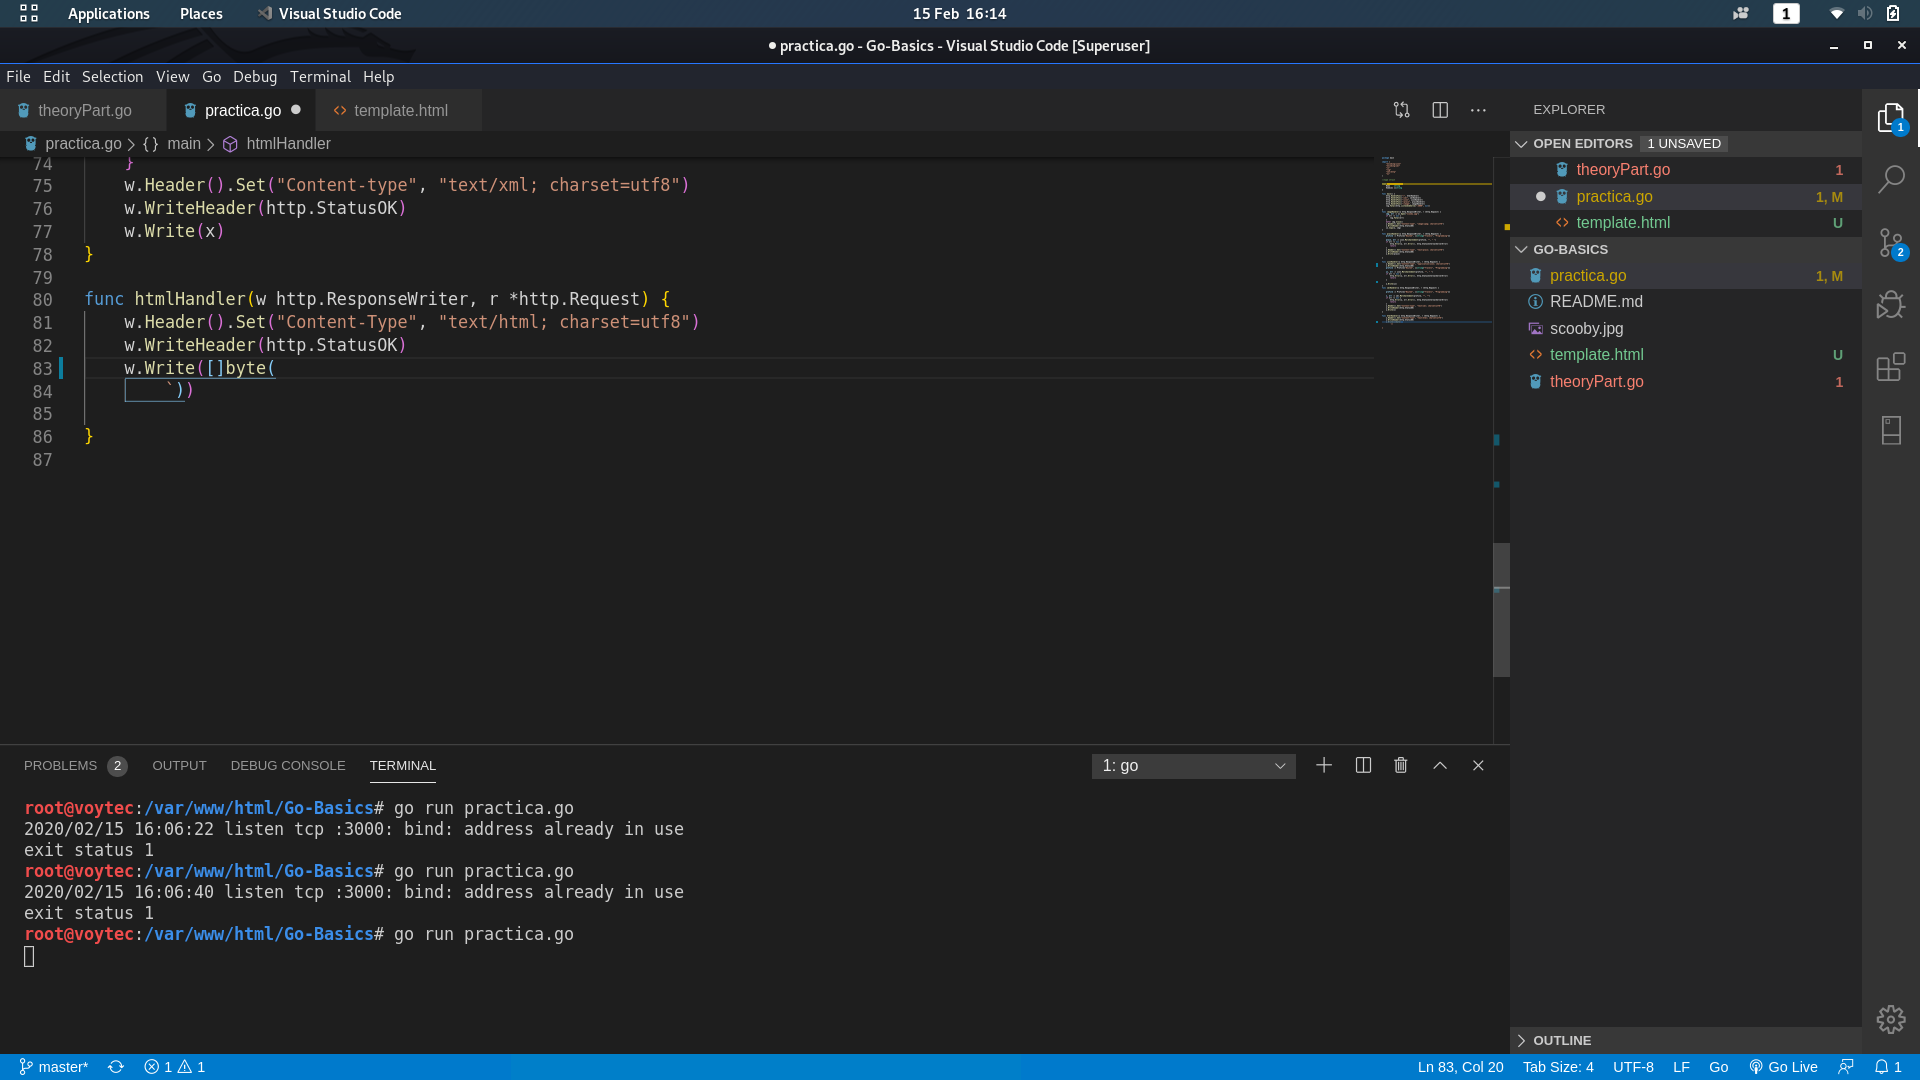 Applications Places Visual Studio Code 15 Feb 16:14 1
● practica.go - Go-Basics - Visual Studio Code [Superuser]
File Edit Selection View Go Debug Terminal Help
theoryPart.go practica.go ● template.html
practica.go > {} main > htmlHandler
74 }
75 w.Header().Set("Content-type", "text/xml; charset=utf8")
76 w.WriteHeader(http.StatusOK)
77 w.Write(x)
78 }
79
80 func htmlHandler(w http.ResponseWriter, r *http.Request) {
81 w.Header().Set("Content-Type", "text/html; charset=utf8")
82 w.WriteHeader(http.StatusOK)
83 w.Write([]byte(
84 `))
85
86 }
87
EXPLORER
OPEN EDITORS 1 UNSAVED
theoryPart.go 1
● practica.go 1, M
template.html U
GO-BASICS
practica.go 1, M
README.md
scooby.jpg
template.html U
theoryPart.go 1
OUTLINE
1
2
PROBLEMS 2 OUTPUT DEBUG CONSOLE TERMINAL 1: go
root@voytec:/var/www/html/Go-Basics# go run practica.go
2020/02/15 16:06:22 listen tcp :3000: bind: address already in use
exit status 1
root@voytec:/var/www/html/Go-Basics# go run practica.go
2020/02/15 16:06:40 listen tcp :3000: bind: address already in use
exit status 1
root@voytec:/var/www/html/Go-Basics# go run practica.go
master* 1 1 Ln 83, Col 20 Tab Size: 4 UTF-8 LF Go Go Live 1